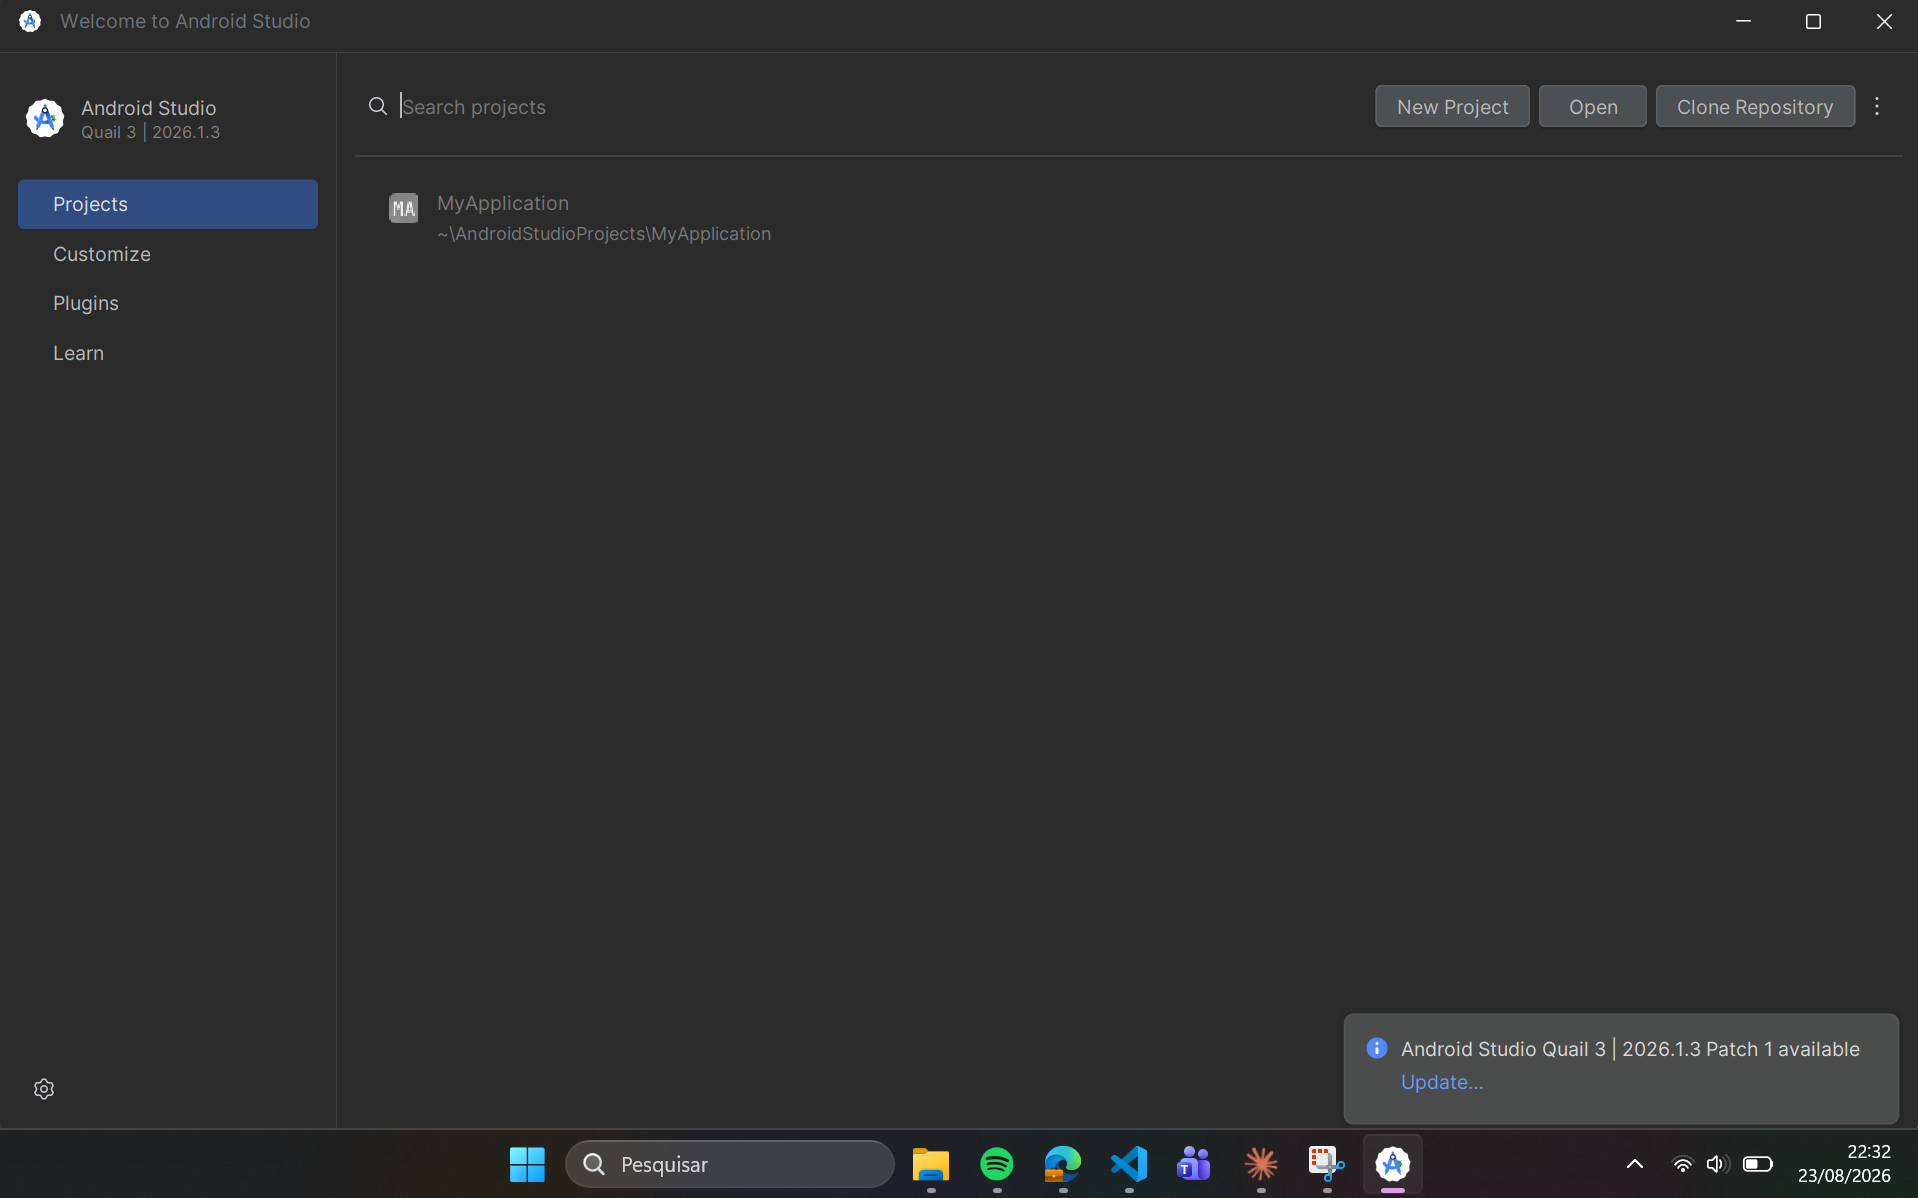 Welcome to Android Studio
Android Studio
Quail 3 | 2026.1.3
Projects
Customize
Plugins
Learn
Search projects
New Project
Open
Clone Repository
MA
MyApplication
~\AndroidStudioProjects\MyApplication
Android Studio Quail 3 | 2026.1.3 Patch 1 available
Update...
Pesquisar
T
22:32
23/08/2026